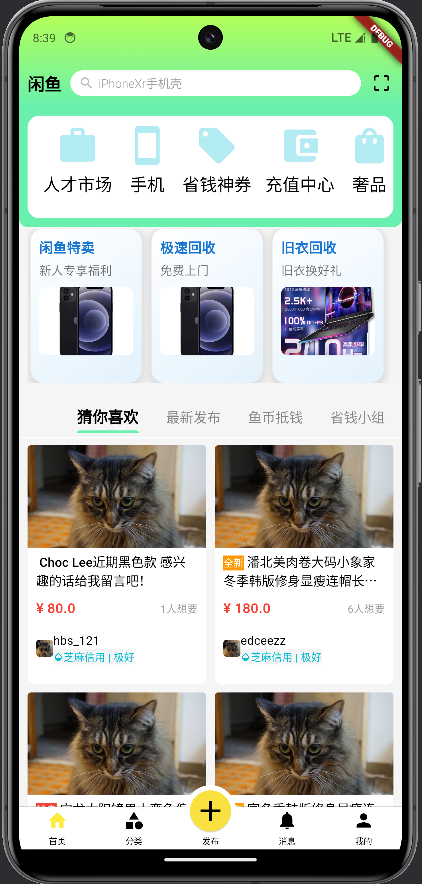 8:39
LTE
DEBUG
闲鱼
iPhoneXr手机壳
人才市场 手机 省钱神券 充值中心 奢品
闲鱼特卖 极速回收 旧衣回收
新人专享福利 免费上门 旧衣换好礼
2.5K+
100%
猜你喜欢 最新发布 鱼币抵钱 省钱小组
Choc Lee近期黑色款 感兴
趣的话给我留言吧！
¥ 80.0 1人想要
hbs_121
芝麻信用 | 极好
全新 潘北美肉卷大码小象家
冬季韩版修身显瘦连帽长…
¥ 180.0 6人想要
edceezz
芝麻信用 | 极好
首页 分类 发布 消息 我的